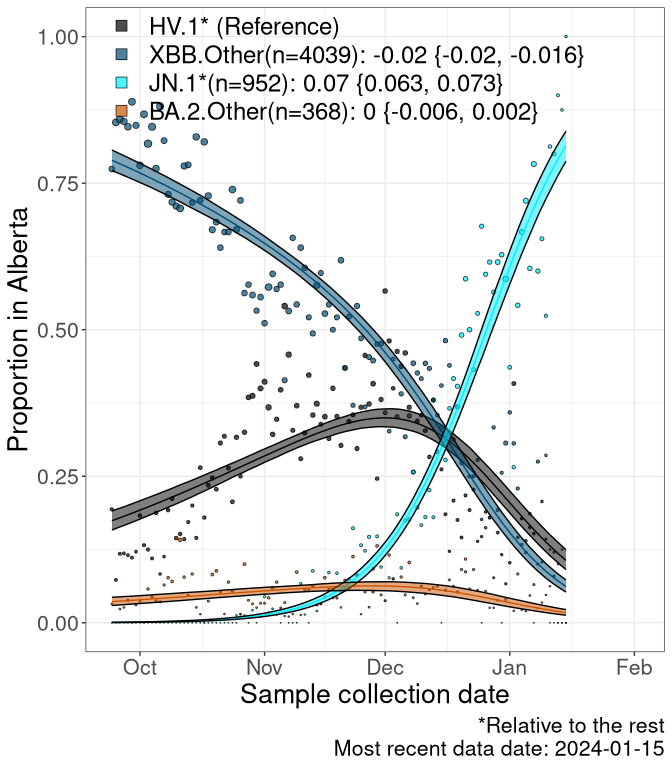 HV.1* (Reference)
XBB.Other(n=4039): -0.02 {-0.02, -0.016}
JN.1*(n=952): 0.07 {0.063, 0.073}
BA.2.Other(n=368): 0 {-0.006, 0.002}
1.00
0.75
0.50
0.25
0.00
Proportion in Alberta
Oct Nov Dec Jan Feb
Sample collection date
*Relative to the rest
Most recent data date: 2024-01-15